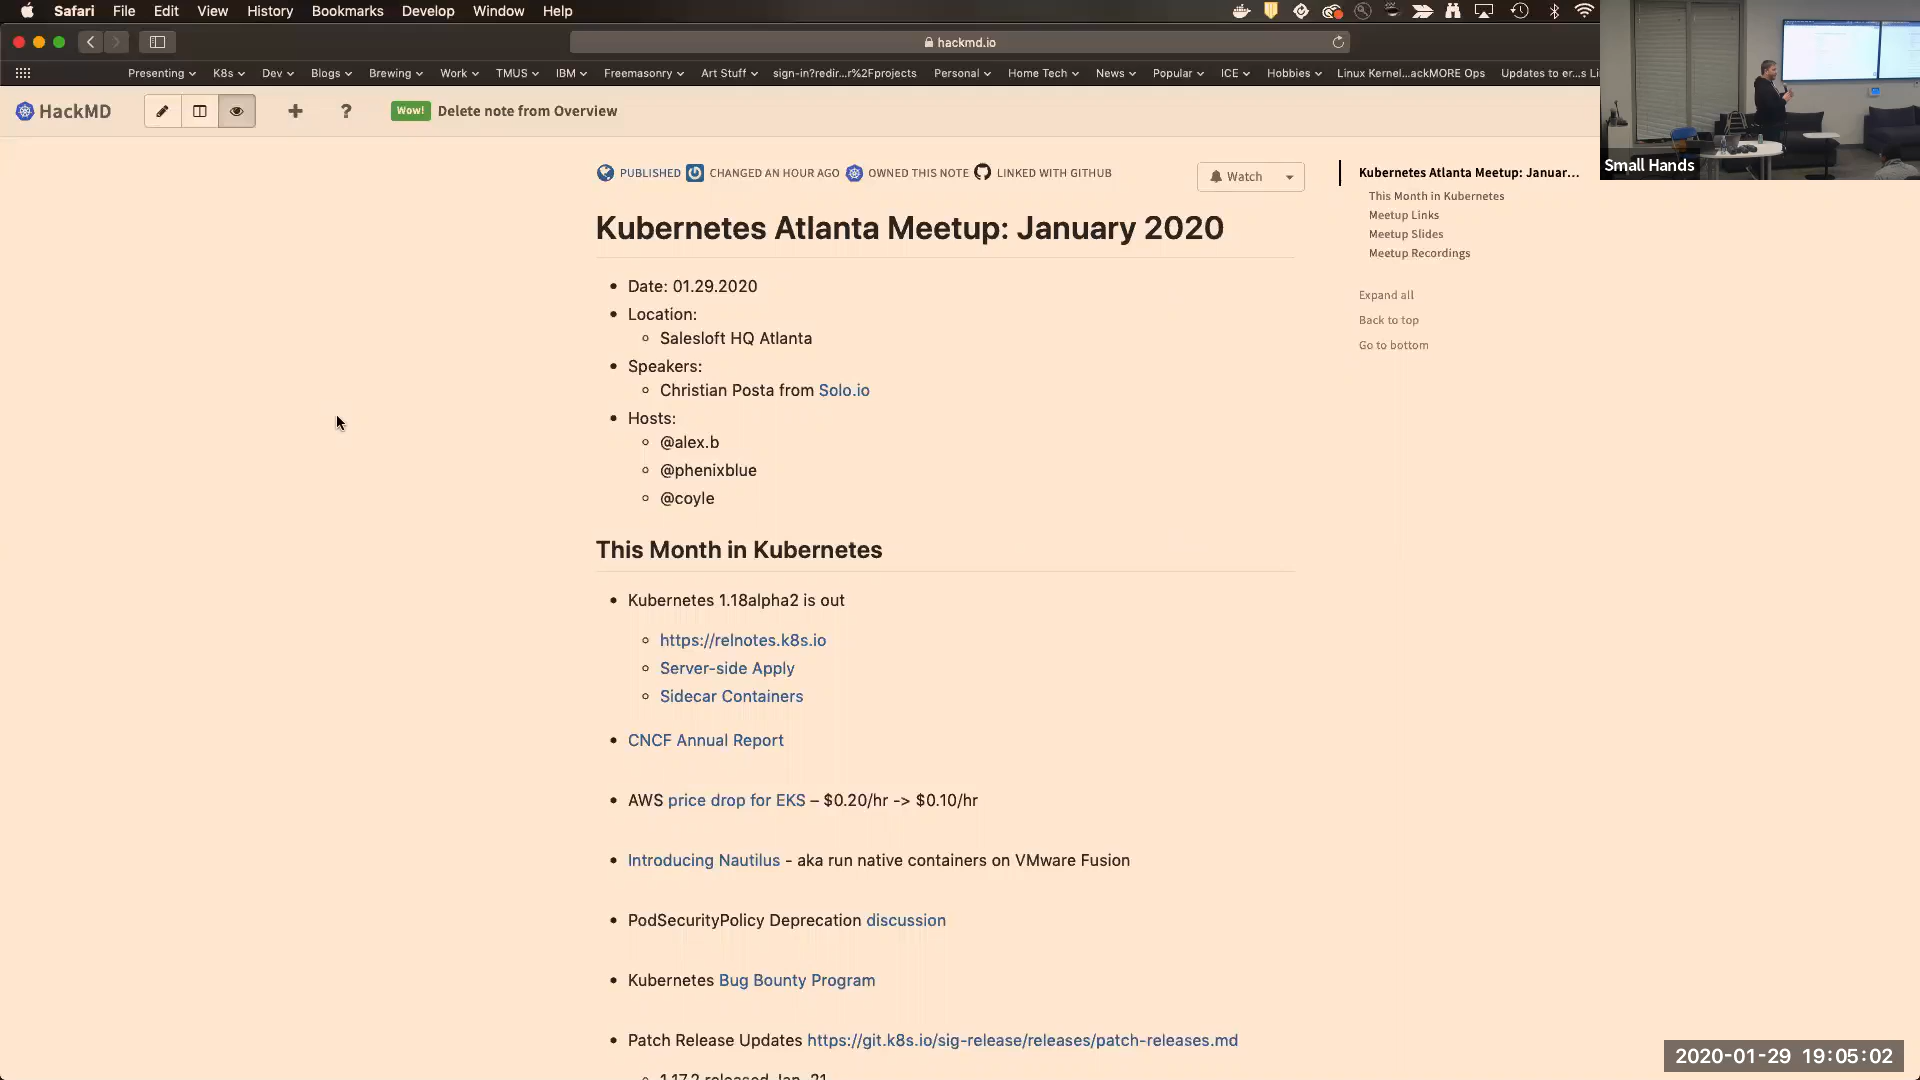 Safari File Edit View History Bookmarks Develop Window Help
hackmd.io
Presenting K8s Dev Blogs Brewing Work TMUS IBM Freemasonry Art Stuff sign-in?redir...r%2Fprojects Personal Home Tech News Popular ICE Hobbies Linux Kernel...ackMORE Ops Updates to er...s Li
HackMD + ? Wow! Delete note from Overview
Small Hands
PUBLISHED CHANGED AN HOUR AGO OWNED THIS NOTE LINKED WITH GITHUB
Watch
Kubernetes Atlanta Meetup: January 2020
• Date: 01.29.2020
• Location:
◦ Salesloft HQ Atlanta
• Speakers:
◦ Christian Posta from Solo.io
• Hosts:
◦ @alex.b
◦ @phenixblue
◦ @coyle
This Month in Kubernetes
• Kubernetes 1.18alpha2 is out
◦ https://relnotes.k8s.io
◦ Server-side Apply
◦ Sidecar Containers
• CNCF Annual Report
• AWS price drop for EKS – $0.20/hr -> $0.10/hr
• Introducing Nautilus - aka run native containers on VMware Fusion
• PodSecurityPolicy Deprecation discussion
• Kubernetes Bug Bounty Program
• Patch Release Updates https://git.k8s.io/sig-release/releases/patch-releases.md
◦ 1.17.2 released Jan. 21
Kubernetes Atlanta Meetup: Januar...
This Month in Kubernetes
Meetup Links
Meetup Slides
Meetup Recordings
Expand all
Back to top
Go to bottom
2020-01-29 19:05:02